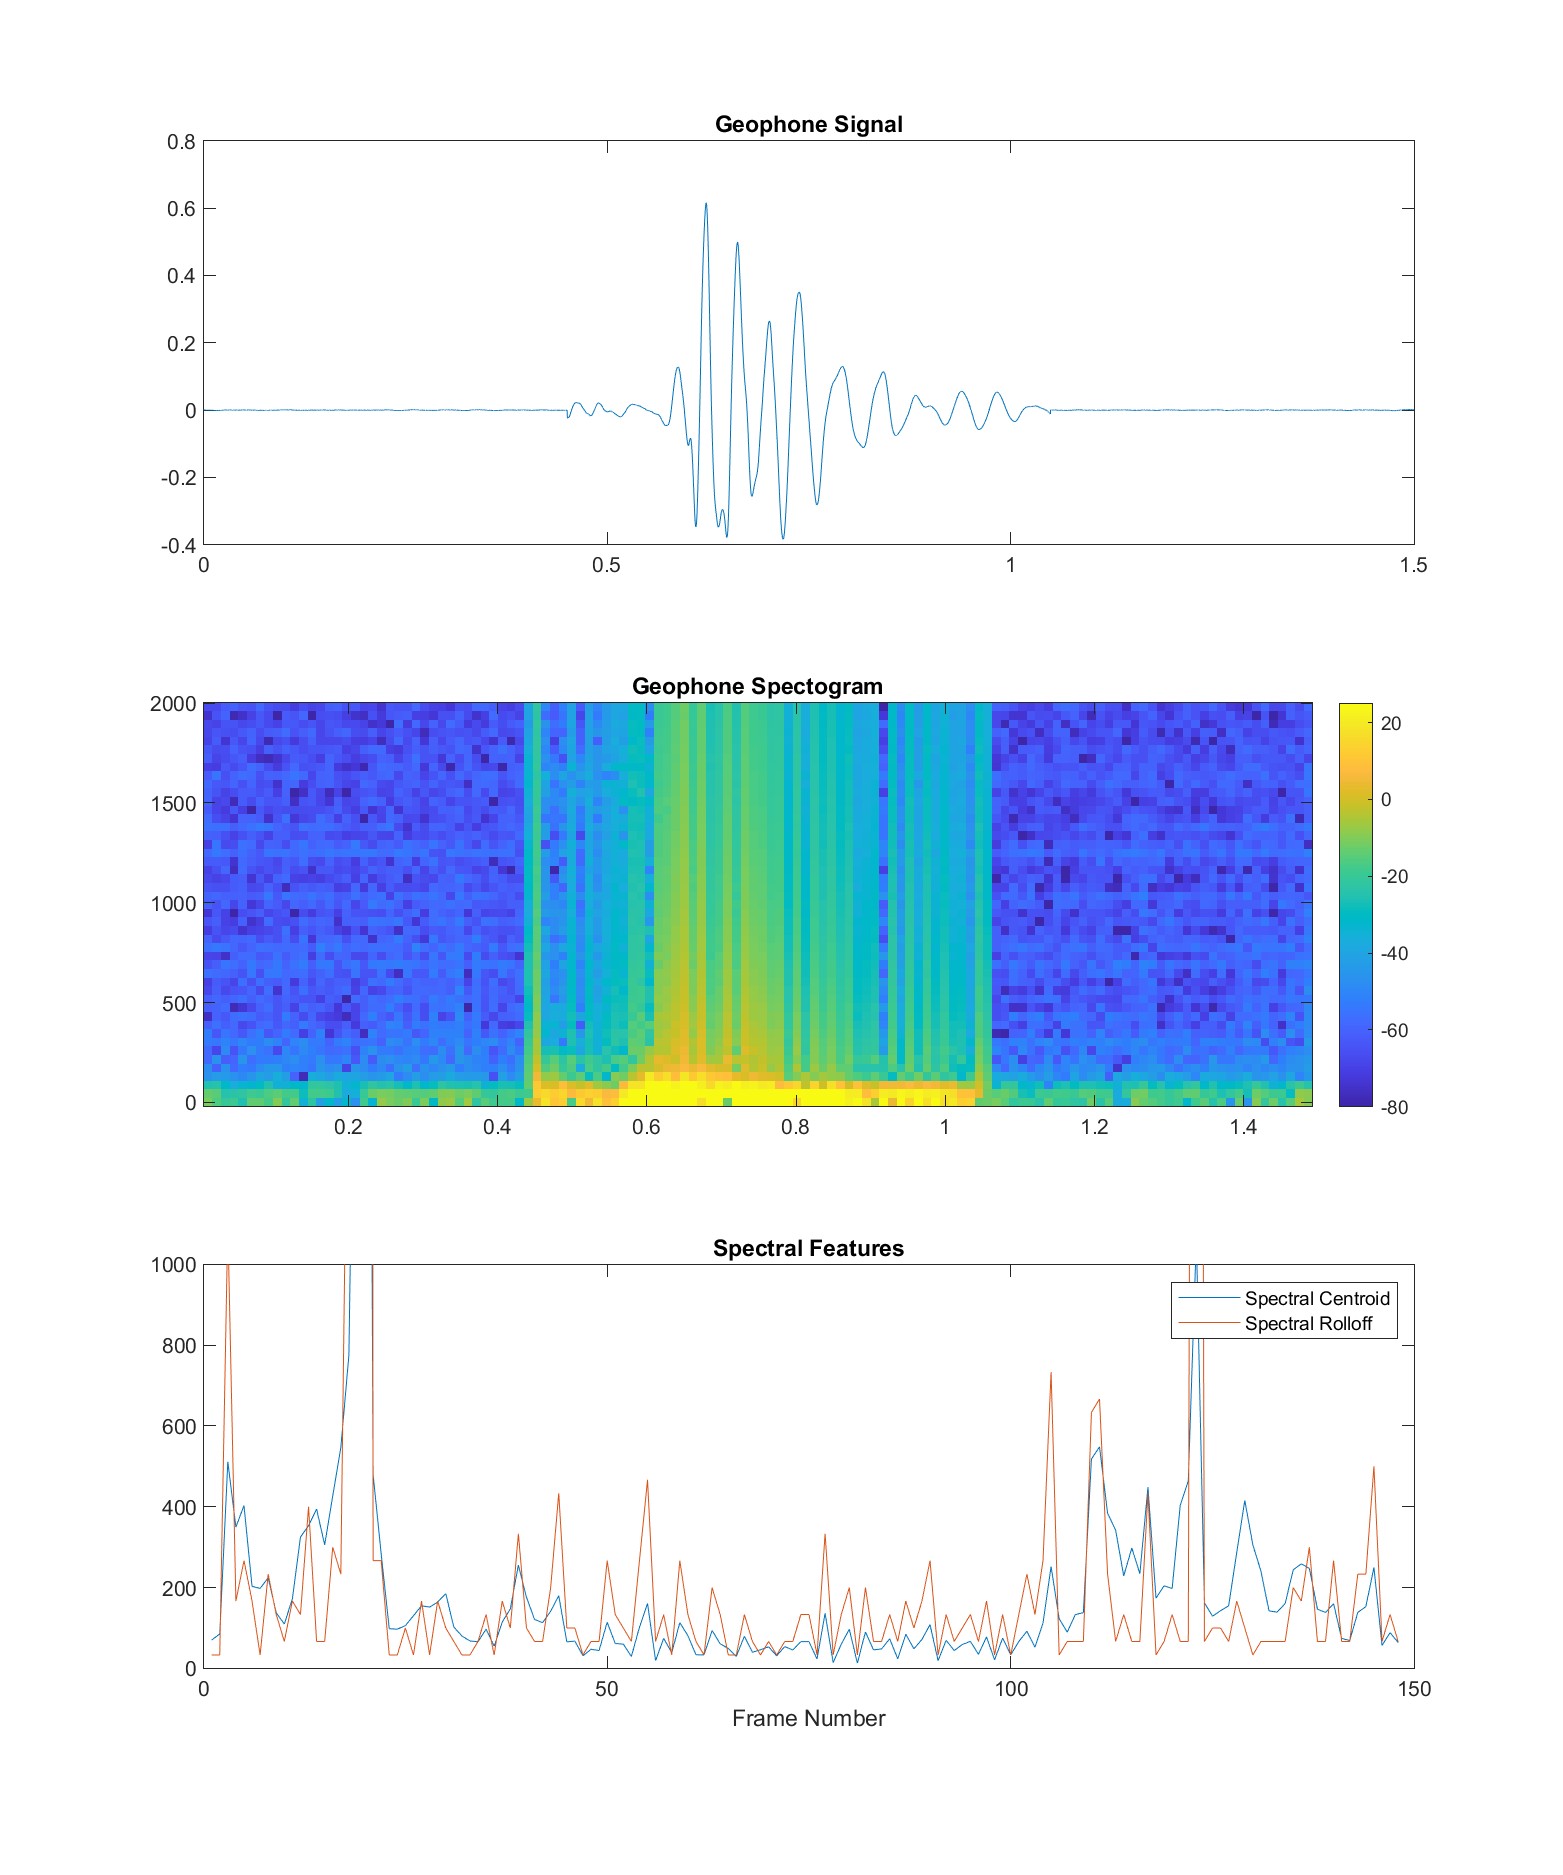 Geophone Signal
0.8
0.6
0.4
0.2
0
-0.2
-0.4
0 0.5 1 1.5
Geophone Spectogram
2000
1500
1000
500
0
0.2 0.4 0.6 0.8 1 1.2 1.4
20
0
-20
-40
-60
-80
Spectral Features
1000
800
600
400
200
0
Spectral Centroid
Spectral Rolloff
0 50 100 150
Frame Number